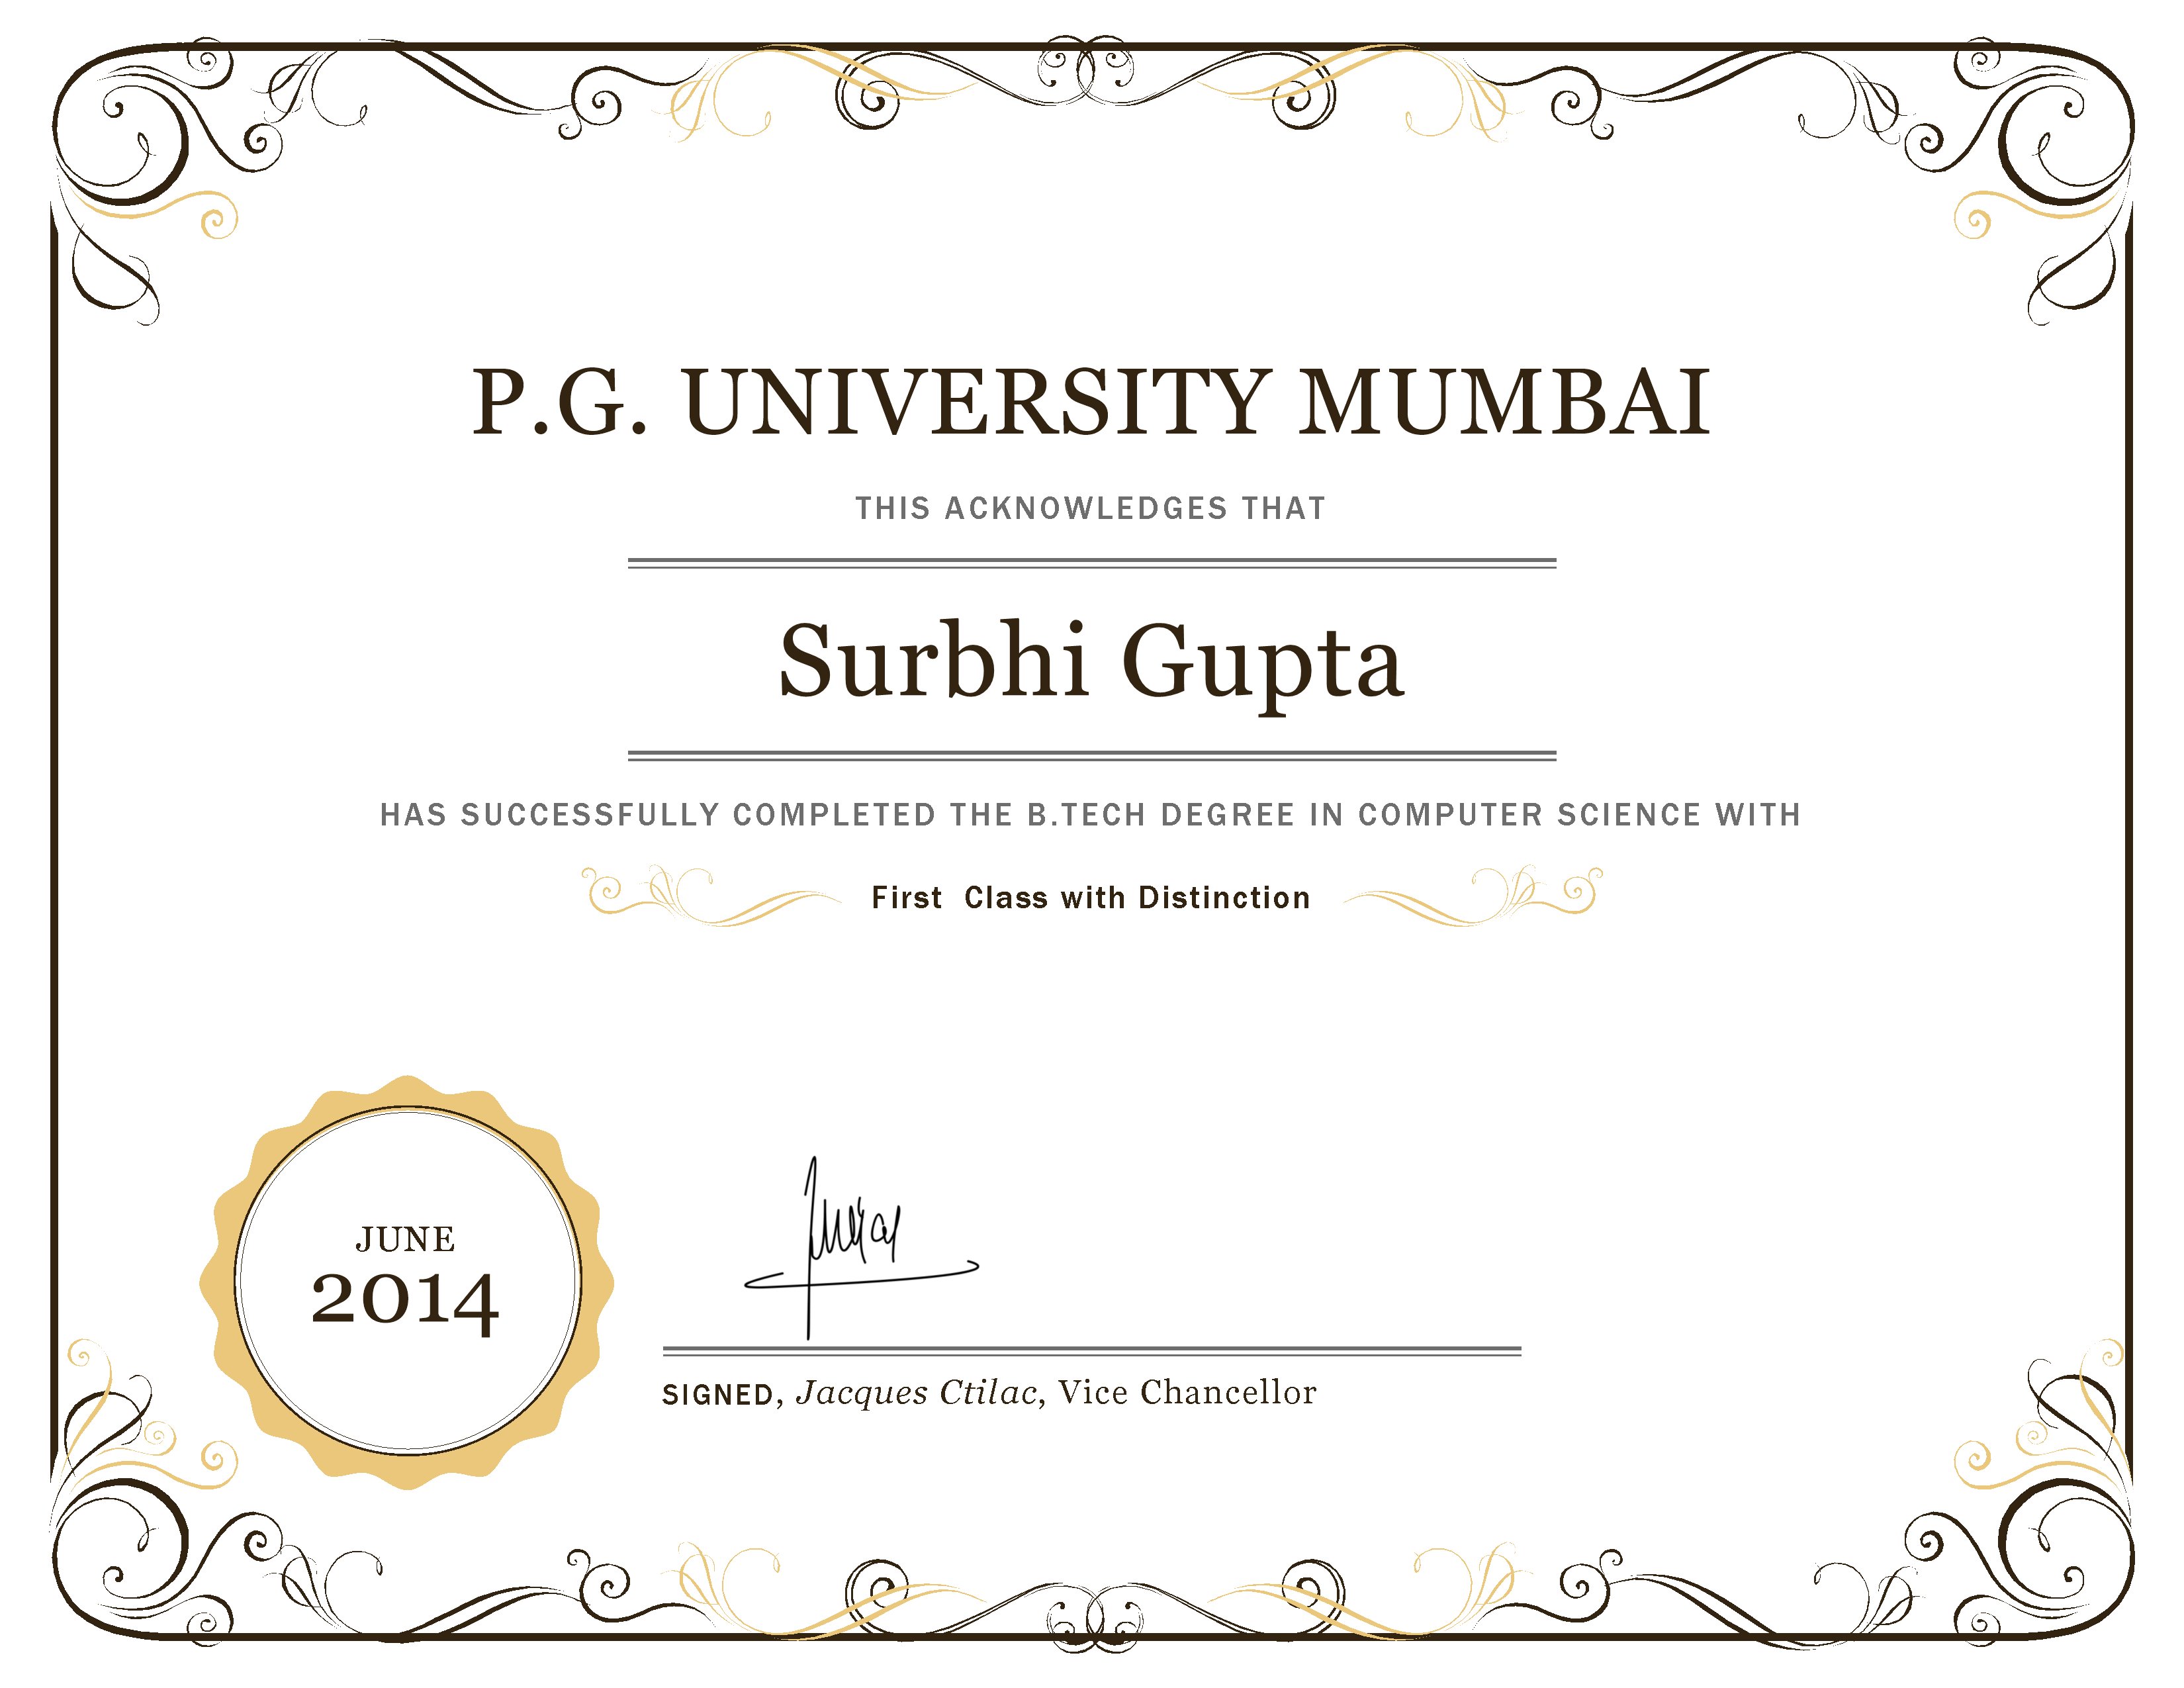 P.G. UNIVERSITY MUMBAI
THIS ACKNOWLEDGES THAT
Surbhi Gupta
HAS SUCCESSFULLY COMPLETED THE B.TECH DEGREE IN COMPUTER SCIENCE WITH
First Class with Distinction
JUNE
2014
SIGNED, Jacques Ctilac, Vice Chancellor